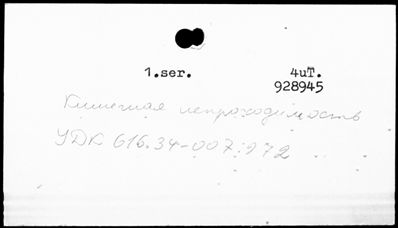 1.ser. 4uT.
928945
Кишечная непроходимость
УДК 616.34-007.272